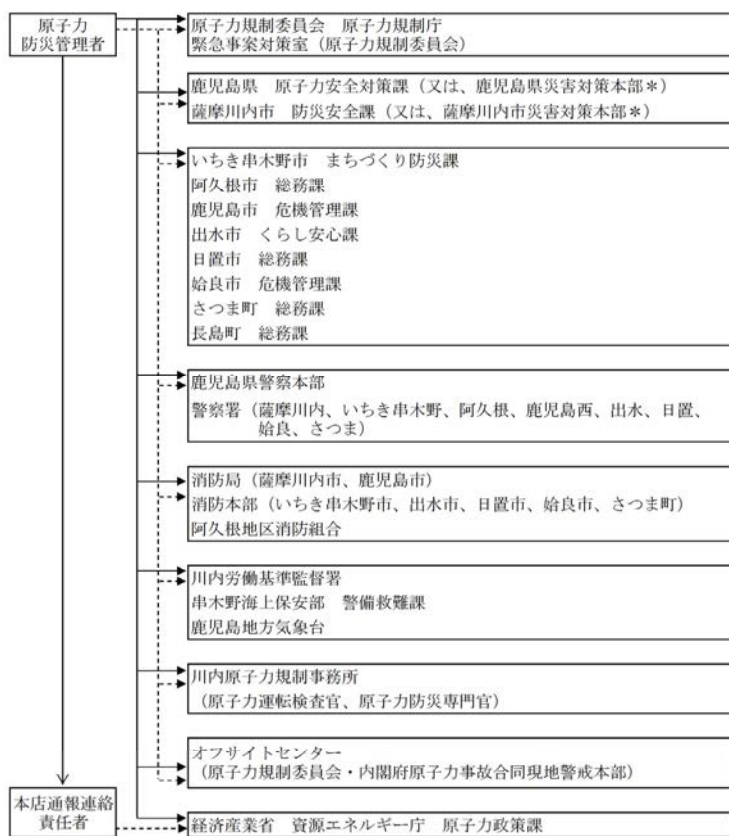 原子力
防災管理者
原子力規制委員会　原子力規制庁
緊急事案対策室（原子力規制委員会）
鹿児島県　原子力安全対策課（又は、鹿児島県災害対策本部＊）
薩摩川内市　防災安全課（又は、薩摩川内市災害対策本部＊）
いちき串木野市　まちづくり防災課
阿久根市　総務課
鹿児島市　危機管理課
出水市　くらし安心課
日置市　総務課
姶良市　危機管理課
さつま町　総務課
長島町　総務課
鹿児島県警察本部
警察署（薩摩川内、いちき串木野、阿久根、鹿児島西、出水、日置、
姶良、さつま）
消防局（薩摩川内市、鹿児島市）
消防本部（いちき串木野市、出水市、日置市、姶良市、さつま町）
阿久根地区消防組合
川内労働基準監督署
串木野海上保安部　警備救難課
鹿児島地方気象台
川内原子力規制事務所
（原子力運転検査官、原子力防災専門官）
オフサイトセンター
（原子力規制委員会・内閣府原子力事故合同現地警戒本部）
本店通報連絡
責任者
経済産業省　資源エネルギー庁　原子力政策課